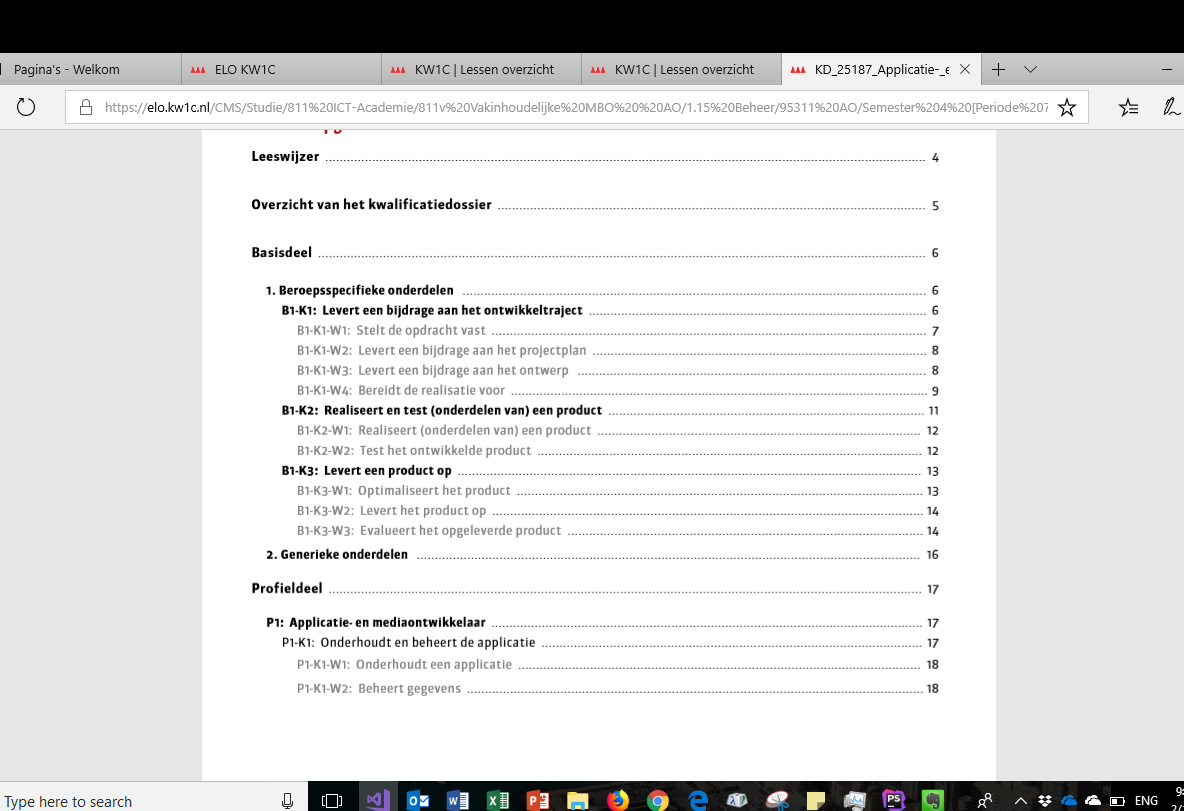 Pagina's - Welkom
ELO KW1C
KW1C | Lessen overzicht
KW1C | Lessen overzicht
KD_25187_Applicatie-_e
https://elo.kw1c.nl/CMS/Studie/811%20ICT-Academie/811v%20Vakinhoudelijke%20MBO%20%20AO/1.15%20Beheer/95311%20AO/Semester%204%20[Periode%207
Leeswijzer 4
Overzicht van het kwalificatiedossier 5
Basisdeel 6
1. Beroepsspecifieke onderdelen 6
B1-K1: Levert een bijdrage aan het ontwikkeltraject 6
B1-K1-W1: Stelt de opdracht vast 7
B1-K1-W2: Levert een bijdrage aan het projectplan 8
B1-K1-W3: Levert een bijdrage aan het ontwerp 8
B1-K1-W4: Bereidt de realisatie voor 9
B1-K2: Realiseert en test (onderdelen van) een product 11
B1-K2-W1: Realiseert (onderdelen van) een product 12
B1-K2-W2: Test het ontwikkelde product 12
B1-K3: Levert een product op 13
B1-K3-W1: Optimaliseert het product 13
B1-K3-W2: Levert het product op 14
B1-K3-W3: Evalueert het opgeleverde product 14
2. Generieke onderdelen 16
Profieldeel 17
P1: Applicatie- en mediaontwikkelaar 17
P1-K1: Onderhoudt en beheert de applicatie 17
P1-K1-W1: Onderhoudt een applicatie 18
P1-K1-W2: Beheert gegevens 18
Type here to search
ENG